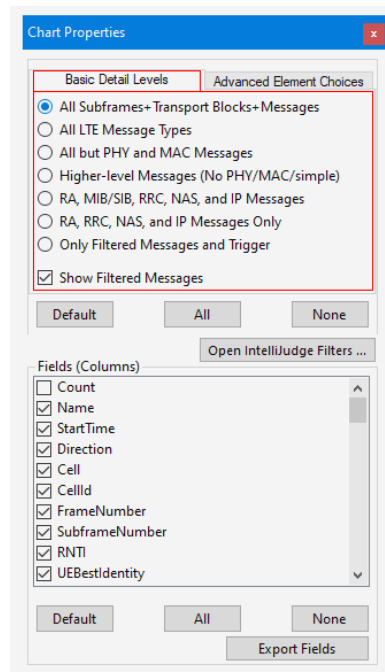 Chart Properties
x
Basic Detail Levels
Advanced Element Choices
All Subframes+Transport Blocks+Messages
All LTE Message Types
All but PHY and MAC Messages
Higher-level Messages (No PHY/MAC/simple)
RA, MIB/SIB, RRC, NAS, and IP Messages
RA, RRC, NAS, and IP Messages Only
Only Filtered Messages and Trigger
Show Filtered Messages
Default
All
None
Open IntelliJudge Filters ...
Fields (Columns)
Count
Name
StartTime
Direction
Cell
CellId
FrameNumber
SubframeNumber
RNTI
UEBestIdentity
Default
All
None
Export Fields